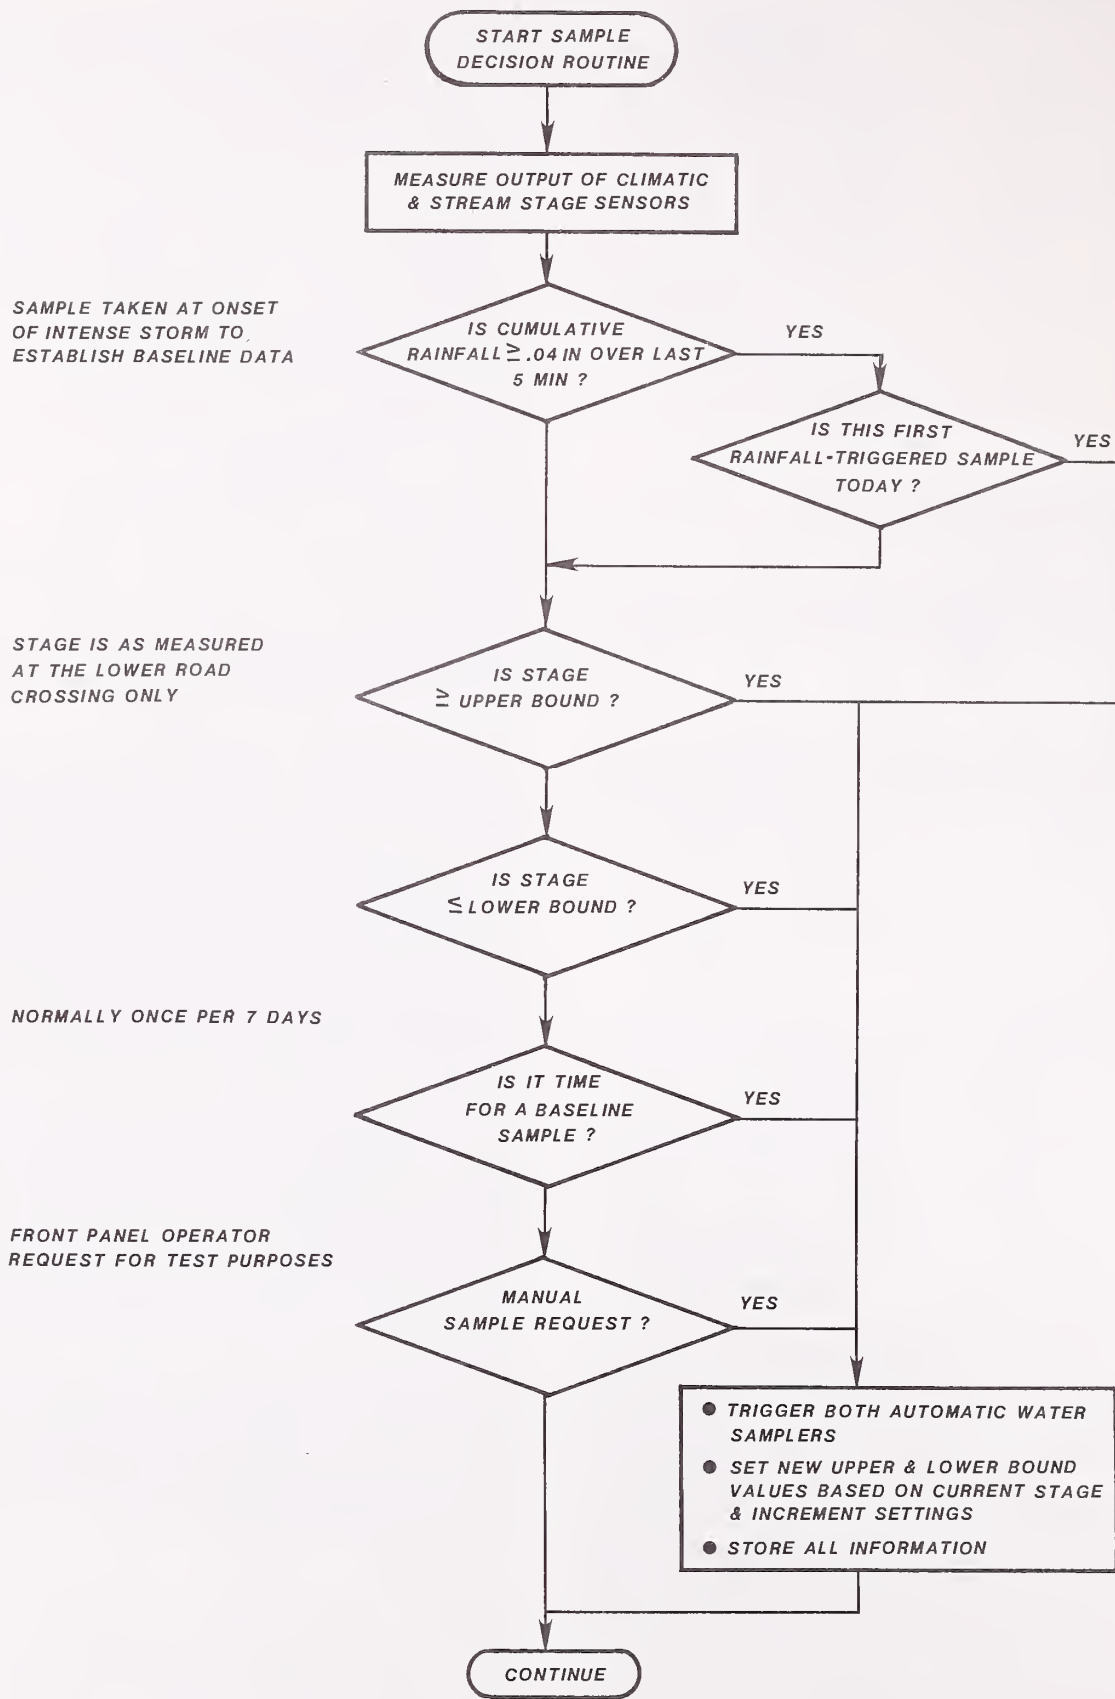 START SAMPLE
DECISION ROUTINE
MEASURE OUTPUT OF CLIMATIC
& STREAM STAGE SENSORS
SAMPLE TAKEN AT ONSET
OF INTENSE STORM TO
ESTABLISH BASELINE DATA
IS CUMULATIVE
RAINFALL ≥ .04 IN OVER LAST
5 MIN ?
YES
IS THIS FIRST
RAINFALL-TRIGGERED SAMPLE
TODAY ?
YES
STAGE IS AS MEASURED
AT THE LOWER ROAD
CROSSING ONLY
IS STAGE
≥ UPPER BOUND ?
YES
IS STAGE
≤ LOWER BOUND ?
YES
NORMALLY ONCE PER 7 DAYS
IS IT TIME
FOR A BASELINE
SAMPLE ?
YES
FRONT PANEL OPERATOR
REQUEST FOR TEST PURPOSES
MANUAL
SAMPLE REQUEST ?
YES
● TRIGGER BOTH AUTOMATIC WATER
SAMPLERS
● SET NEW UPPER & LOWER BOUND
VALUES BASED ON CURRENT STAGE
& INCREMENT SETTINGS
● STORE ALL INFORMATION
CONTINUE